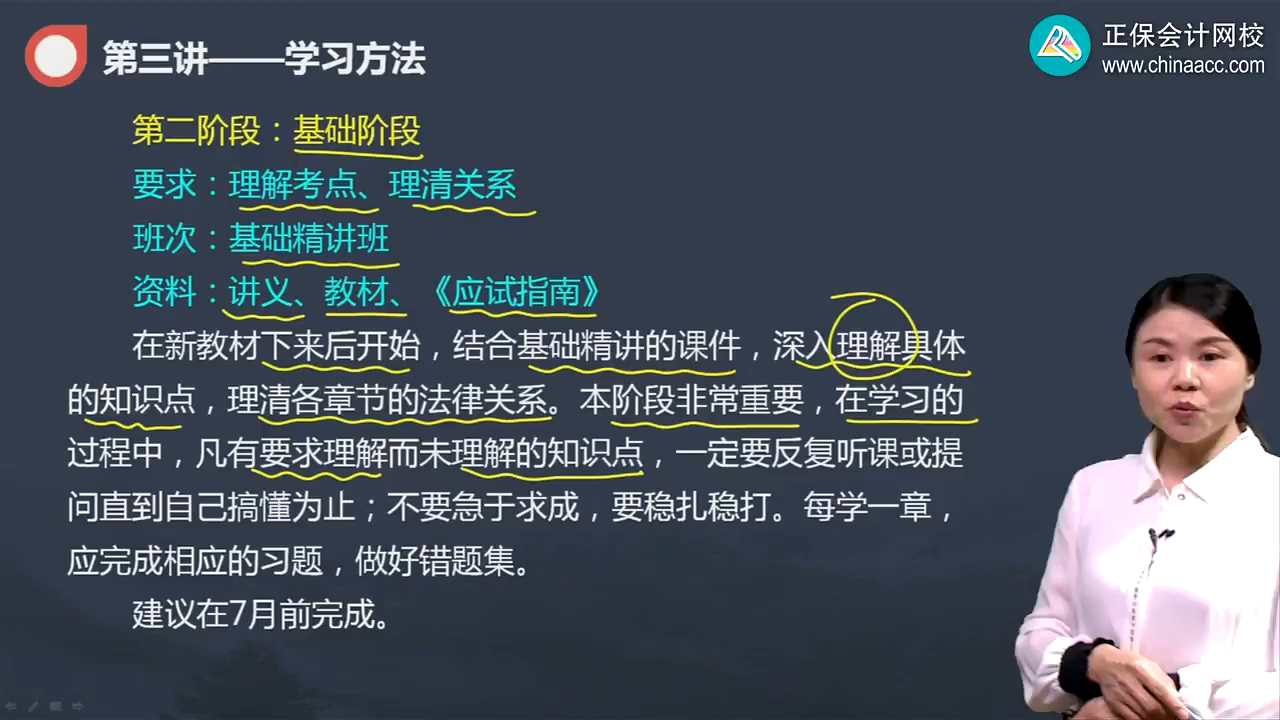 第三讲——学习方法
正保会计网校
www.chinaacc.com
第二阶段：基础阶段
要求：理解考点、理清关系
班次：基础精讲班
资料：讲义、教材、《应试指南》
在新教材下来后开始，结合基础精讲的课件，深入理解具体
的知识点，理清各章节的法律关系。本阶段非常重要，在学习的
过程中，凡有要求理解而未理解的知识点，一定要反复听课或提
问直到自己搞懂为止；不要急于求成，要稳扎稳打。每学一章，
应完成相应的习题，做好错题集。
建议在7月前完成。